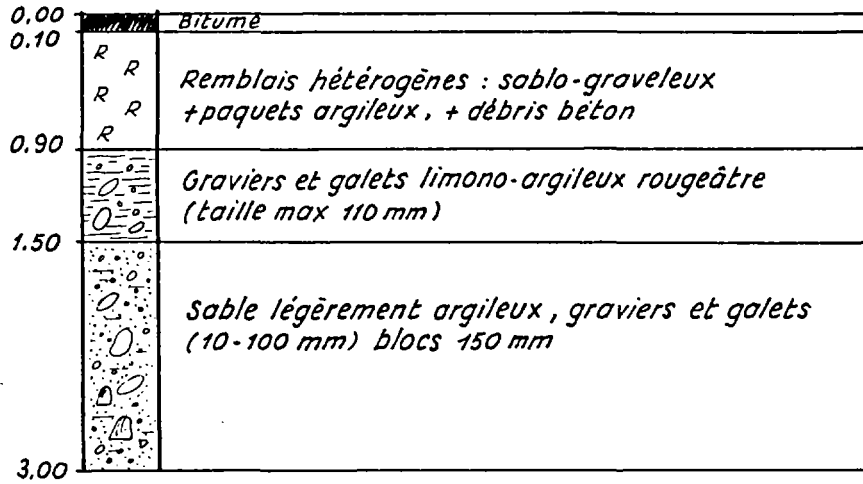 0,00 Bitume
0.10
R
R
Remblais hétérogènes : sablo-graveleux
R
+paquets argileux, + débris béton
R
R
0.90
Graviers et galets limono-argileux rougeâtre
(taille max 110 mm)
1.50
Sable légèrement argileux, graviers et galets
(10-100 mm) blocs 150 mm
3,00